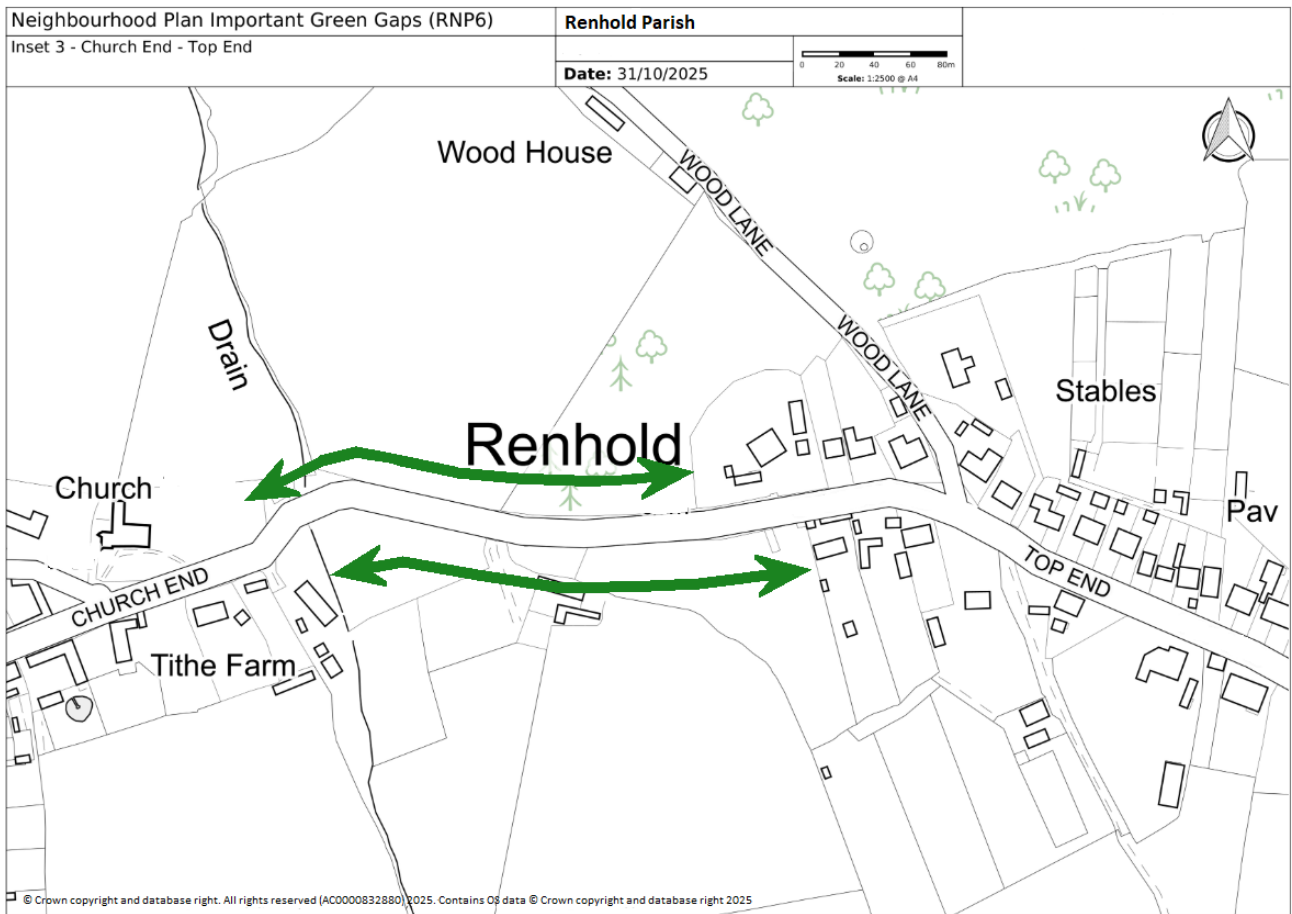 Neighbourhood Plan Important Green Gaps (RNP6)
Renhold Parish
Inset 3 - Church End - Top End
0 20 40 60 80m
Scale: 1:2500 @ A4
Date: 31/10/2025
Wood House
WOOD LANE
Drain
WOOD LANE
Stables
Renhold
Church
Pav
CHURCH END
TOP END
Tithe Farm
© Crown copyright and database right. All rights reserved (AC0000832880) 2025. Contains OS data © Crown copyright and database right 2025